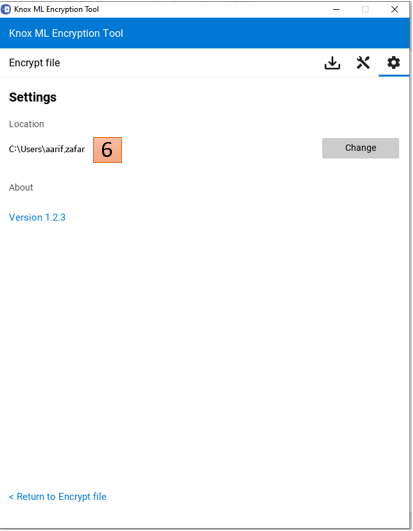 Knox ML Encryption Tool
Knox ML Encryption Tool
Encrypt file
Settings
Location
C:\Users\aarif.zafar 6 Change
About
Version 1.2.3
< Return to Encrypt file